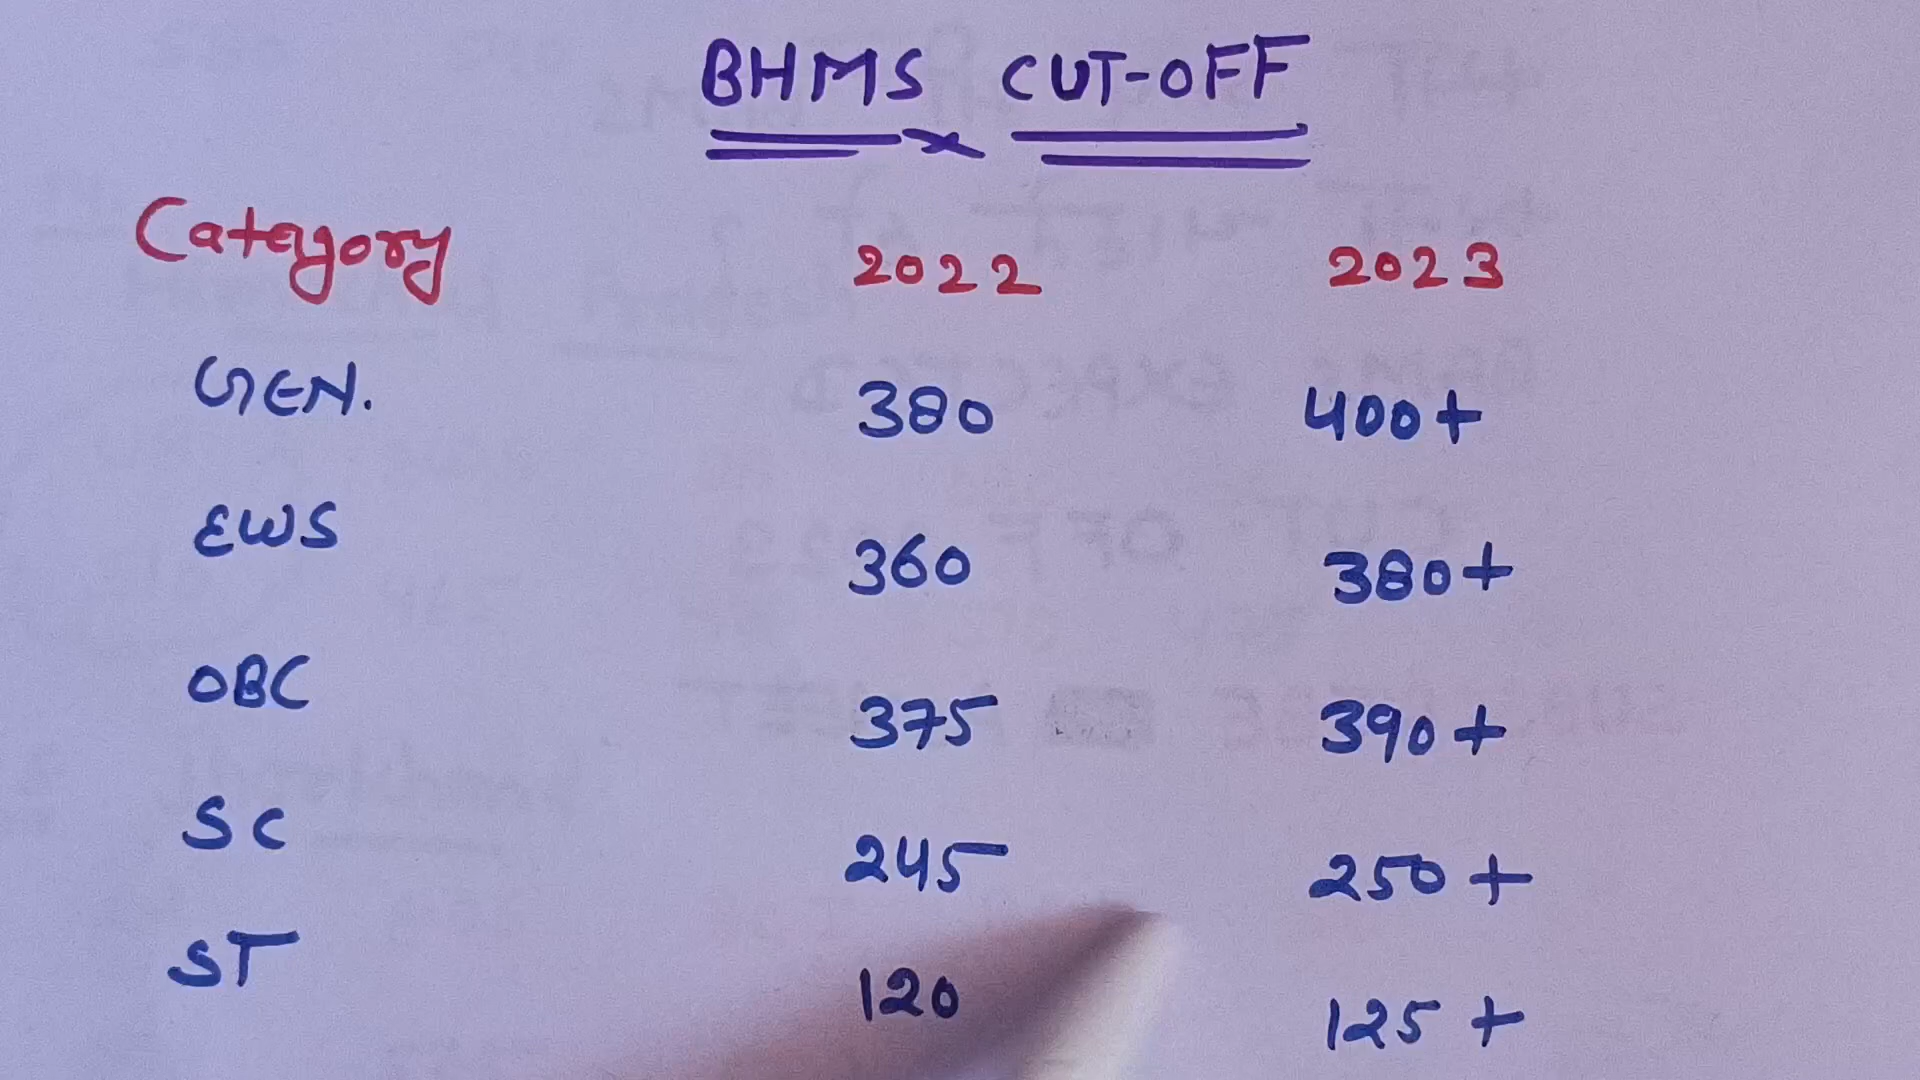 BHMS CUT-OFF
Category 2022 2023
GEN. 380 400+
EWS 360 380+
OBC 375 390+
SC 245 250+
ST 120 125+